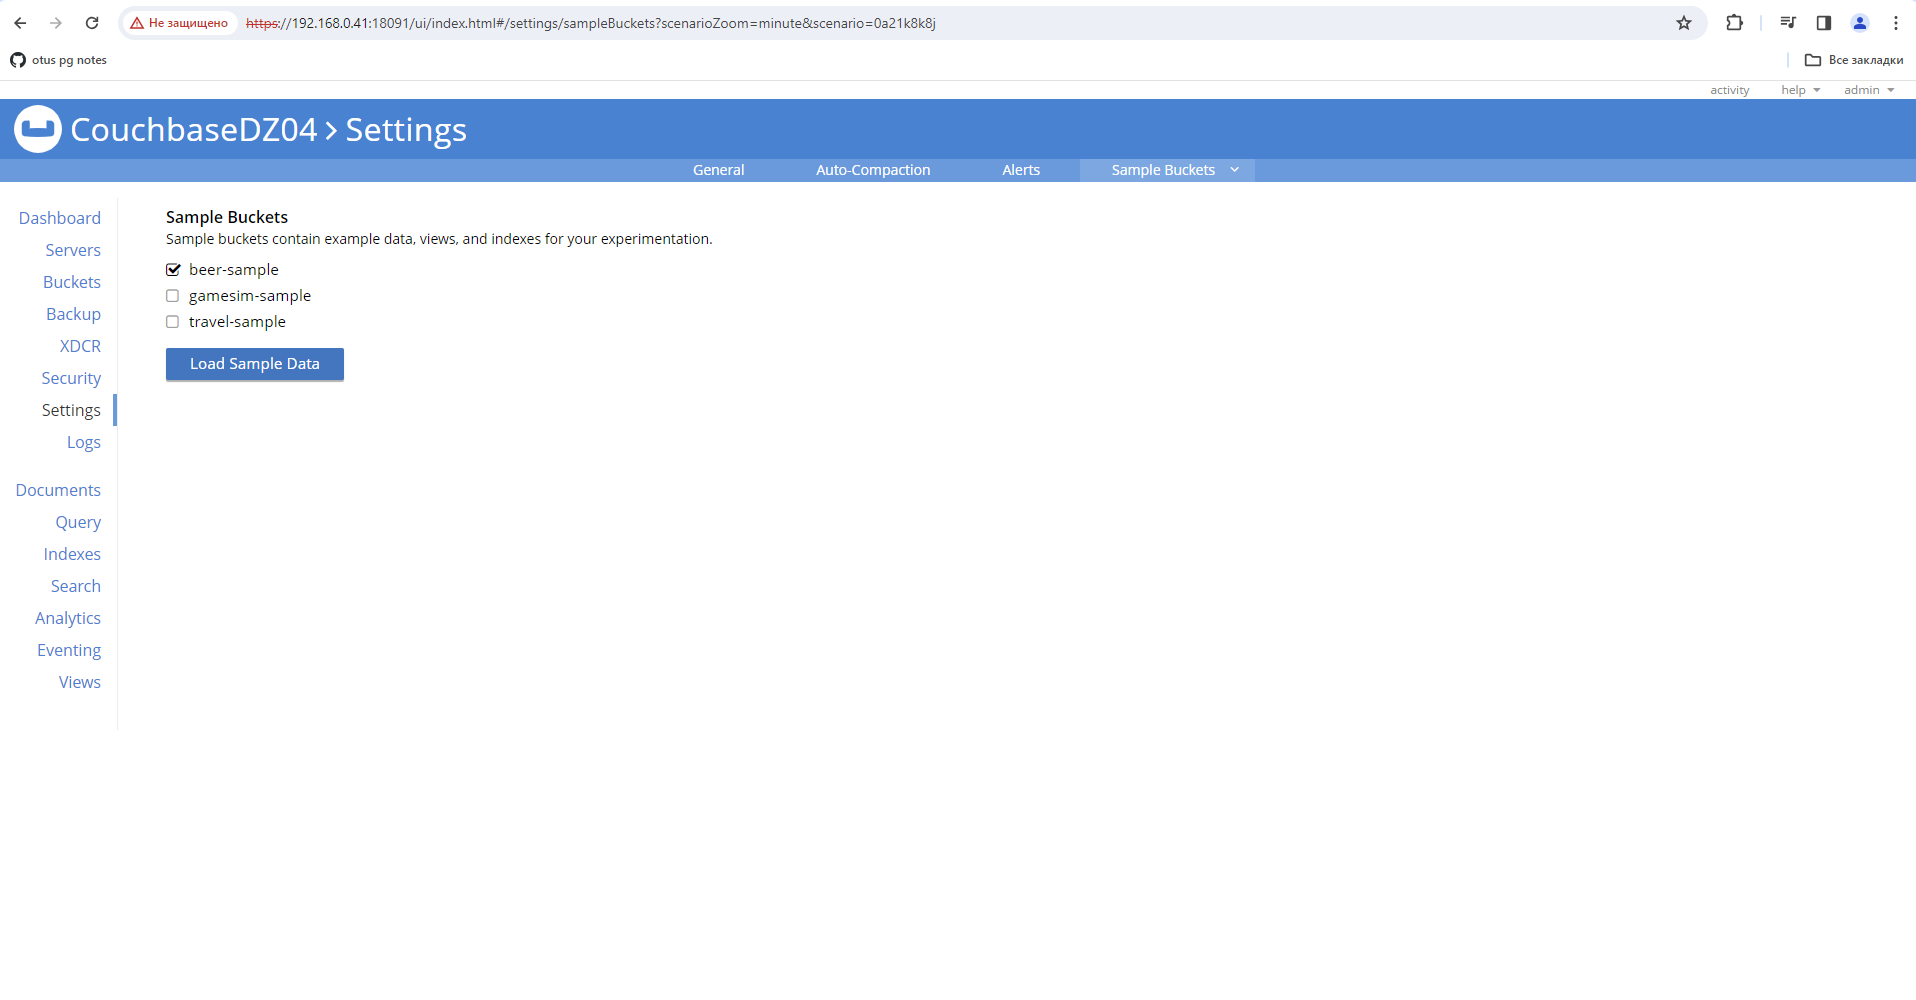 Не защищено https://192.168.0.41:18091/ui/index.html#/settings/sampleBuckets?scenarioZoom=minute&scenario=0a21k8k8j
otus pg notes Все закладки
activity help admin
CouchbaseDZ04 > Settings
General Auto-Compaction Alerts Sample Buckets
Dashboard
Servers
Buckets
Backup
XDCR
Security
Settings
Logs
Documents
Query
Indexes
Search
Analytics
Eventing
Views
Sample Buckets
Sample buckets contain example data, views, and indexes for your experimentation.
beer-sample
gamesim-sample
travel-sample
Load Sample Data